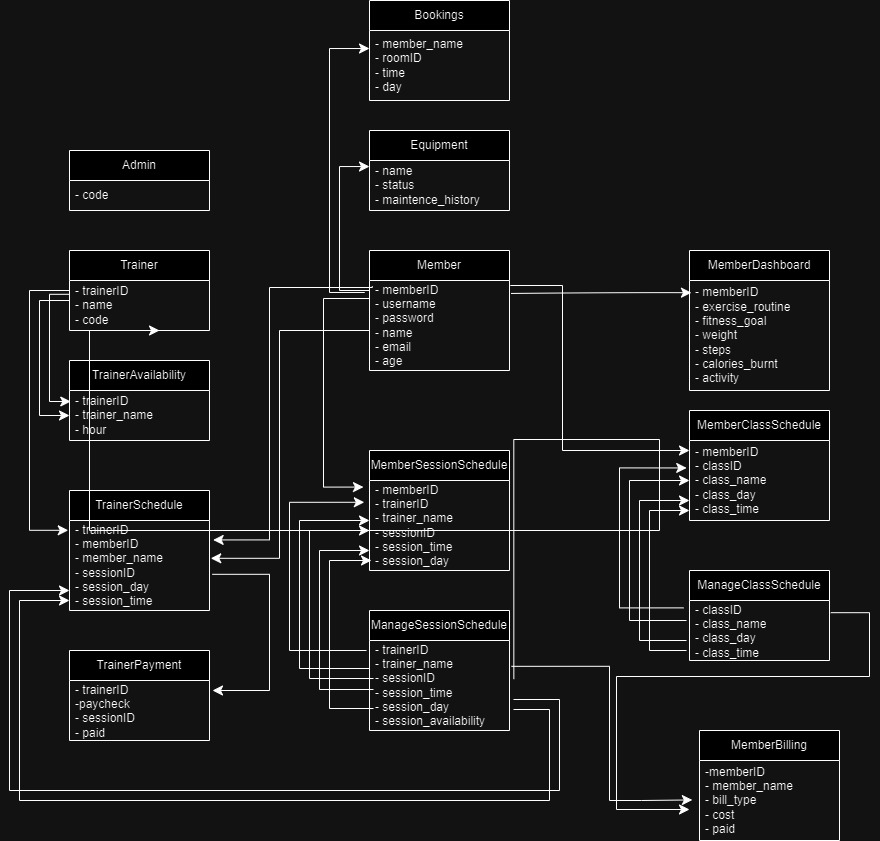 Bookings
- member_name
- roomID
- time
- day
Equipment
- name
- status
- maintence_history
Admin
- code
Trainer
- trainerID
- name
- code
Member
- memberID
- username
- password
- name
- email
- age
MemberDashboard
- memberID
- exercise_routine
- fitness_goal
- weight
- steps
- calories_burnt
- activity
TrainerAvailability
- trainerID
- trainer_name
- hour
MemberClassSchedule
- memberID
- classID
- class_name
- class_day
- class_time
MemberSessionSchedule
- memberID
- trainerID
- trainer_name
- sessionID
- session_time
- session_day
TrainerSchedule
- trainerID
- memberID
- member_name
- sessionID
- session_day
- session_time
ManageClassSchedule
- classID
- class_name
- class_day
- class_time
ManageSessionSchedule
- trainerID
- trainer_name
- sessionID
- session_time
- session_day
- session_availability
TrainerPayment
- trainerID
-paycheck
- sessionID
- paid
MemberBilling
-memberID
- member_name
- bill_type
- cost
- paid